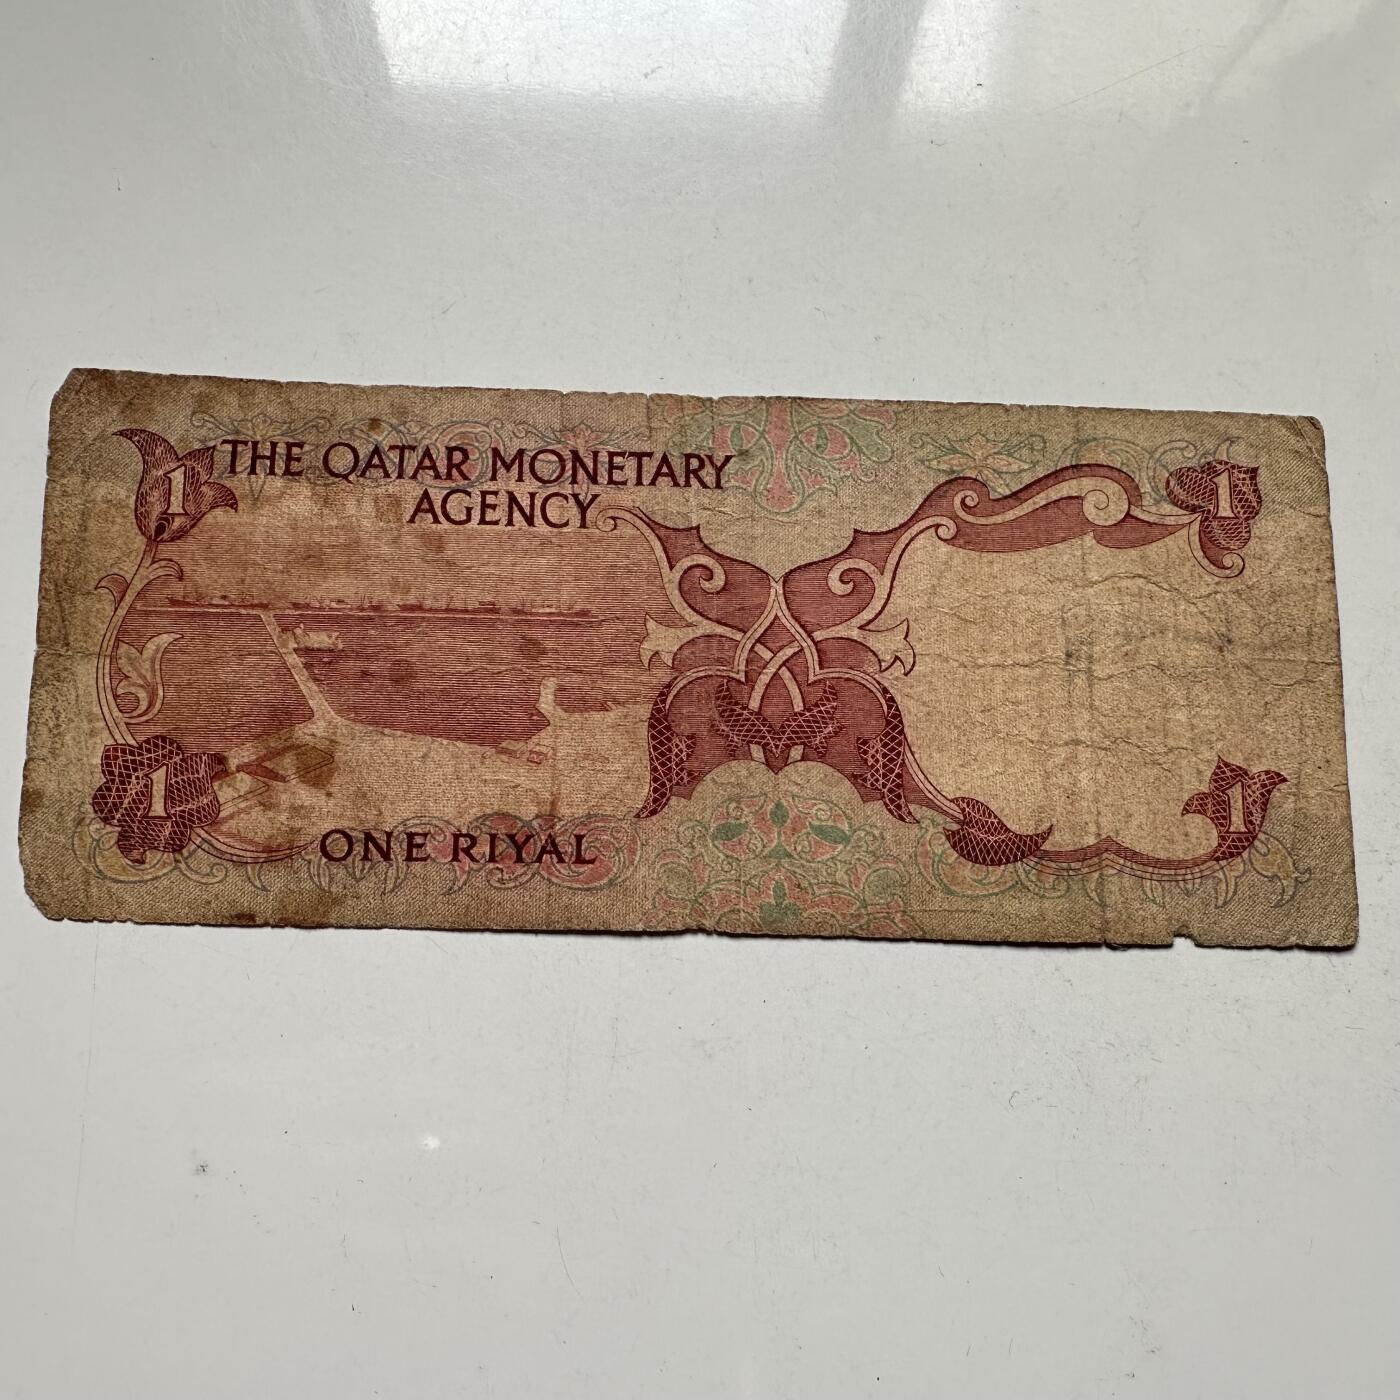 1 THE QATAR MONETARY 1
AGENCY
1 ONE RIYAL 1